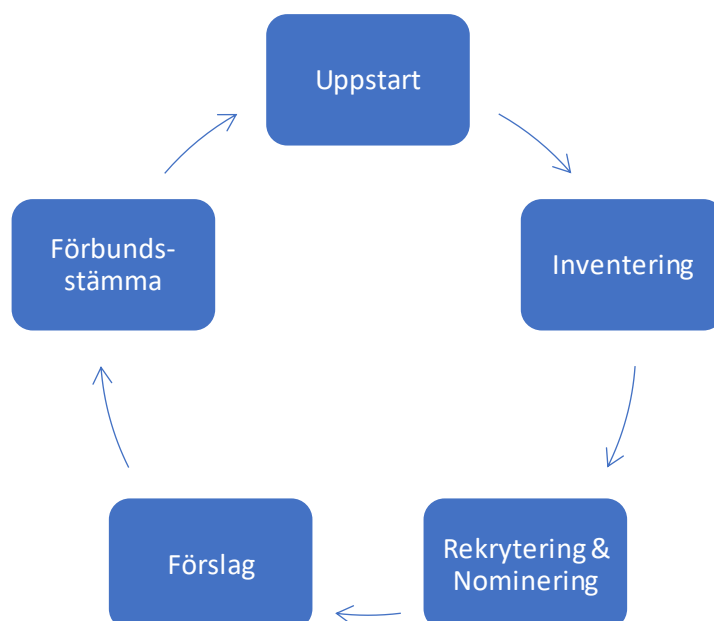 Uppstart
Inventering
Rekrytering &
Nominering
Förslag
Förbunds-
stämma